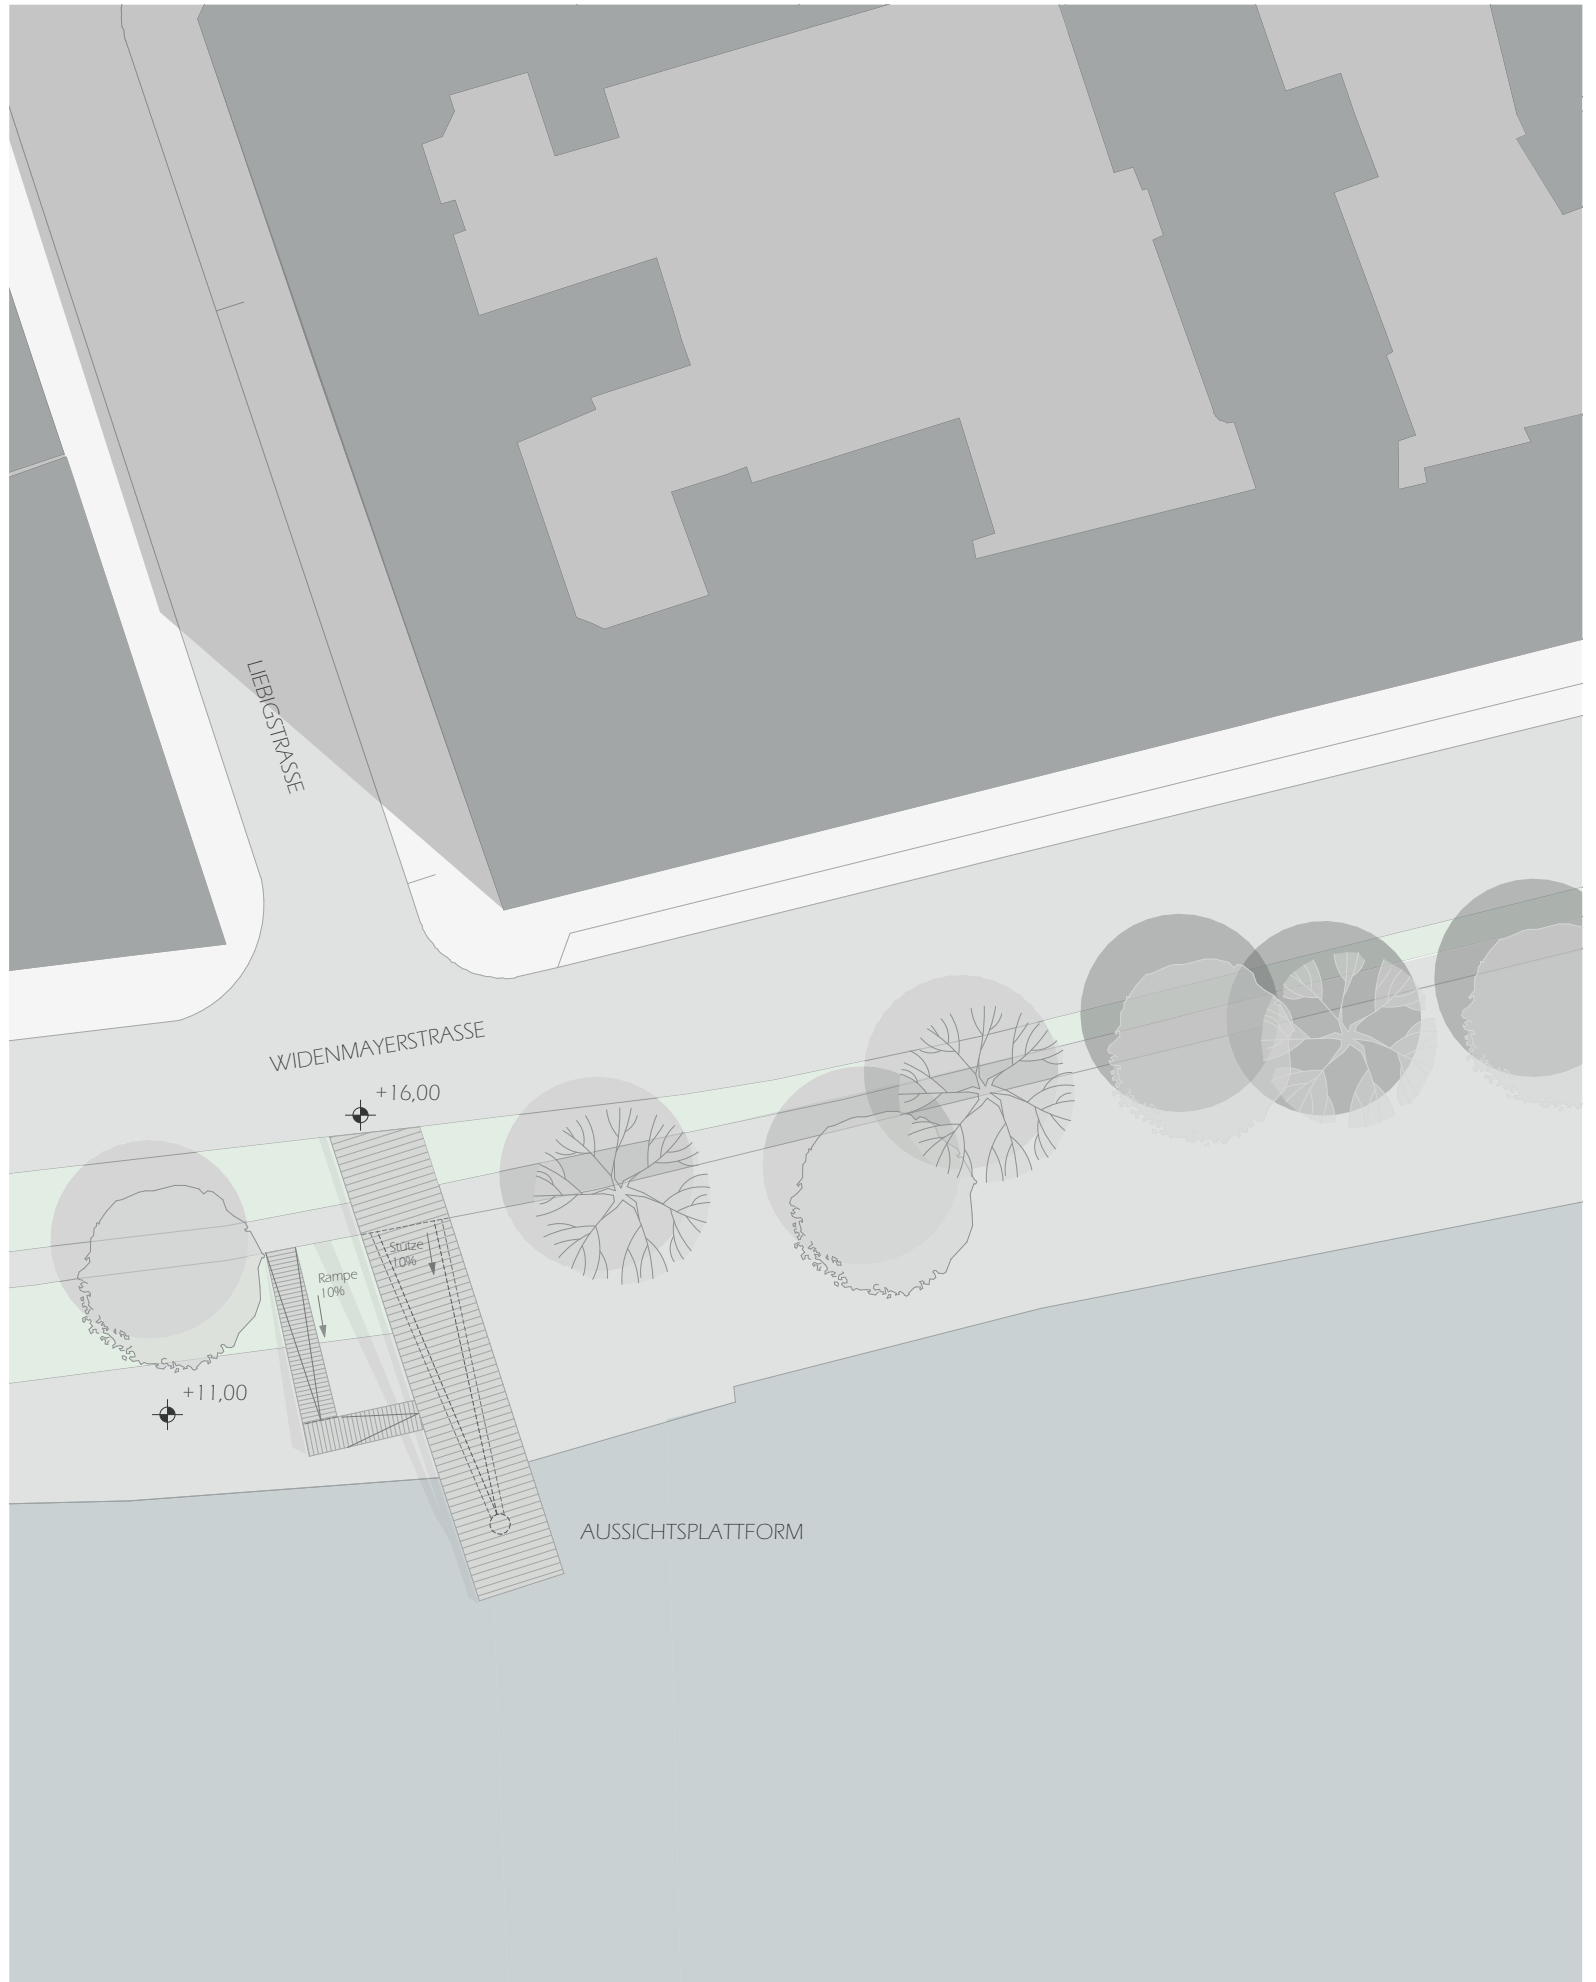 LIEBIGSTRASSE
WIDENMAYERSTRASSE
+16,00
Stütze
10%
Rampe
10%
+11,00
AUSSICHTSPLATTFORM